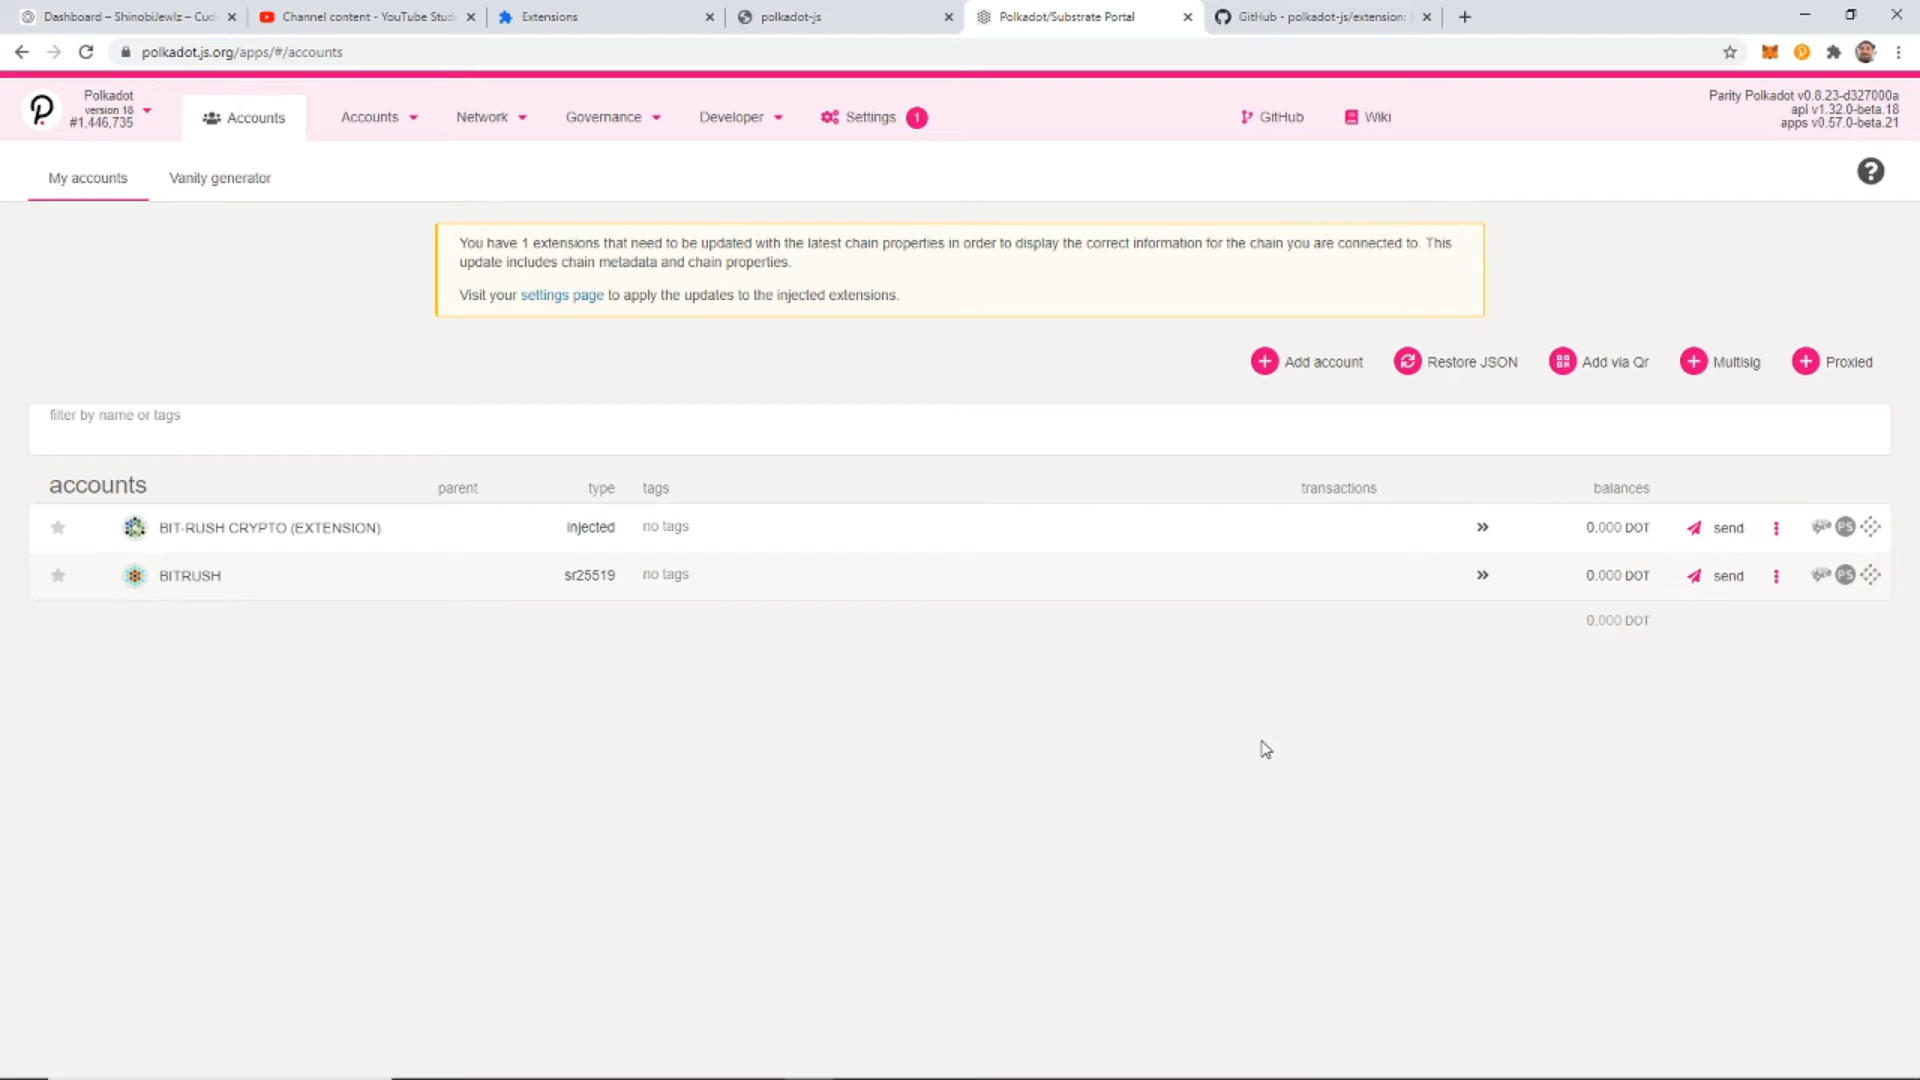 Dashboard – ShinobiJewlz – Cud
Channel content - YouTube Studi
Extensions
polkadot-js
Polkadot/Substrate Portal
GitHub - polkadot-js/extension:
polkadot.js.org/apps/#/accounts
Polkadot
version 18
#1,446,735
Accounts
Accounts
Network
Governance
Developer
Settings
1
GitHub
Wiki
Parity Polkadot v0.8.23-d327000a
api v1.32.0-beta.18
apps v0.57.0-beta.21
My accounts
Vanity generator
?
You have 1 extensions that need to be updated with the latest chain properties in order to display the correct information for the chain you are connected to. This
update includes chain metadata and chain properties.
Visit your settings page to apply the updates to the injected extensions.
Add account
Restore JSON
Add via Qr
Multisig
Proxied
filter by name or tags
accounts parent type tags transactions balances
BIT-RUSH CRYPTO (EXTENSION) injected no tags 0.000 DOT send PS
BITRUSH sr25519 no tags 0.000 DOT send PS
0.000 DOT